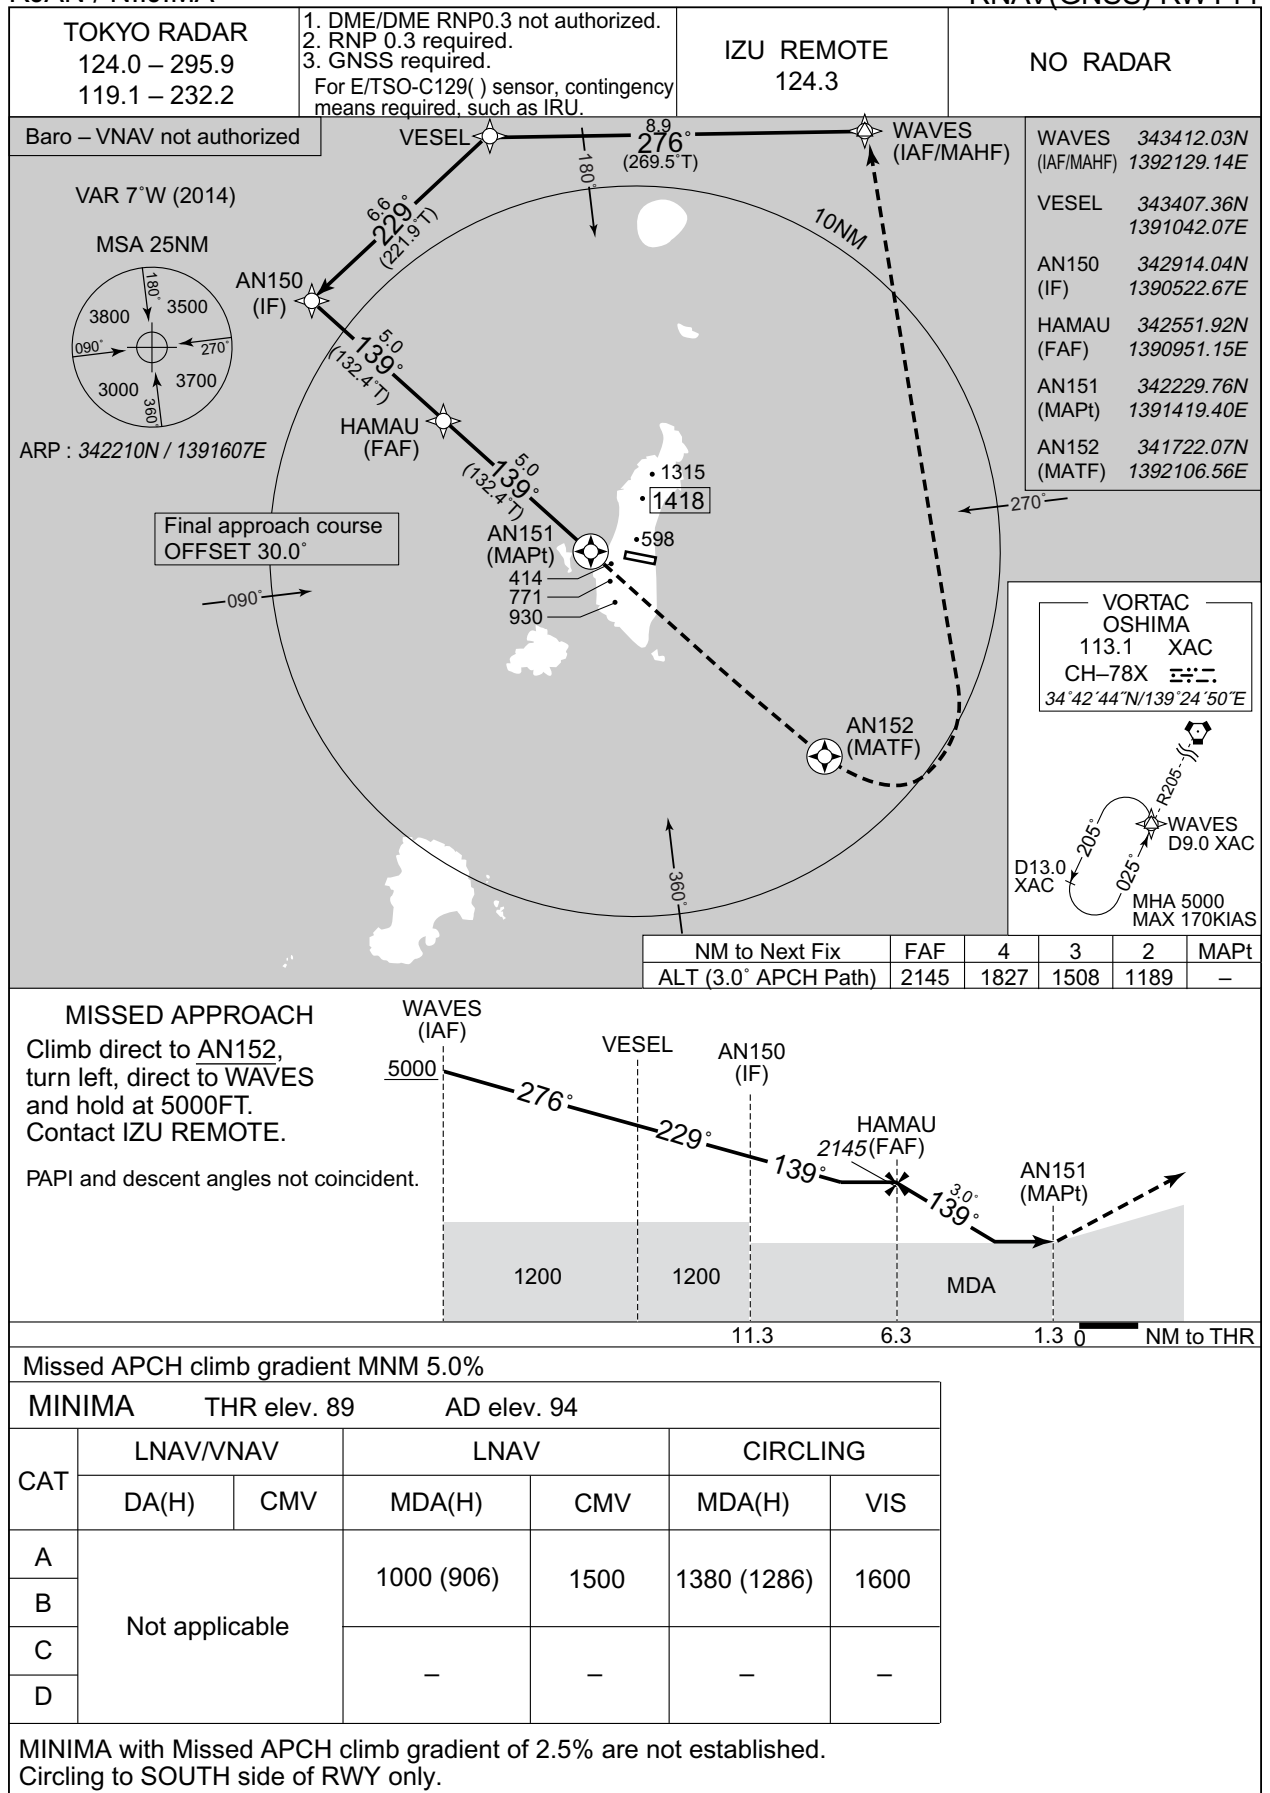 TOKYO RADAR
124.0 – 295.9
119.1 – 232.2
1. DME/DME RNP0.3 not authorized.
2. RNP 0.3 required.
3. GNSS required.
For E/TSO-C129( ) sensor, contingency
means required, such as IRU.
IZU REMOTE
124.3
NO RADAR
Baro – VNAV not authorized
VAR 7˚W (2014)
MSA 25NM
180˚
3800
3500
090˚
270˚
3000
3700
360˚
ARP : 342210N / 1391607E
VESEL
8.9
276˚
(269.5˚T)
WAVES
(IAF/MAHF)
180˚
10NM
6.6
229˚
(221.9˚T)
AN150
(IF)
5.0
139˚
(132.4˚T)
HAMAU
(FAF)
5.0
139˚
(132.4˚T)
1315
1418
598
AN151
(MAPt)
414
771
930
Final approach course
OFFSET 30.0˚
090˚
270˚
360˚
AN152
(MATF)
WAVES 343412.03N
(IAF/MAHF) 1392129.14E
VESEL 343407.36N
1391042.07E
AN150 342914.04N
(IF) 1390522.67E
HAMAU 342551.92N
(FAF) 1390951.15E
AN151 342229.76N
(MAPt) 1391419.40E
AN152 341722.07N
(MATF) 1392106.56E
VORTAC
OSHIMA
113.1 XAC
CH–78X
34˚42´44˝N/139˚24´50˝E
R205
WAVES
D9.0 XAC
205˚
025˚
D13.0
XAC
MHA 5000
MAX 170KIAS
NM to Next Fix FAF 4 3 2 MAPt
ALT (3.0˚ APCH Path) 2145 1827 1508 1189 –
MISSED APPROACH
Climb direct to AN152,
turn left, direct to WAVES
and hold at 5000FT.
Contact IZU REMOTE.
PAPI and descent angles not coincident.
WAVES
(IAF)
5000
276˚
VESEL
229˚
AN150
(IF)
139˚
HAMAU
2145 (FAF)
3.0˚
139˚
AN151
(MAPt)
1200
1200
MDA
11.3 6.3 1.3 0 NM to THR
Missed APCH climb gradient MNM 5.0%
MINIMA THR elev. 89 AD elev. 94
CAT LNAV/VNAV LNAV CIRCLING
DA(H) CMV MDA(H) CMV MDA(H) VIS
A
B
C
D
Not applicable
1000 (906) 1500 1380 (1286) 1600
– – – –
MINIMA with Missed APCH climb gradient of 2.5% are not established.
Circling to SOUTH side of RWY only.